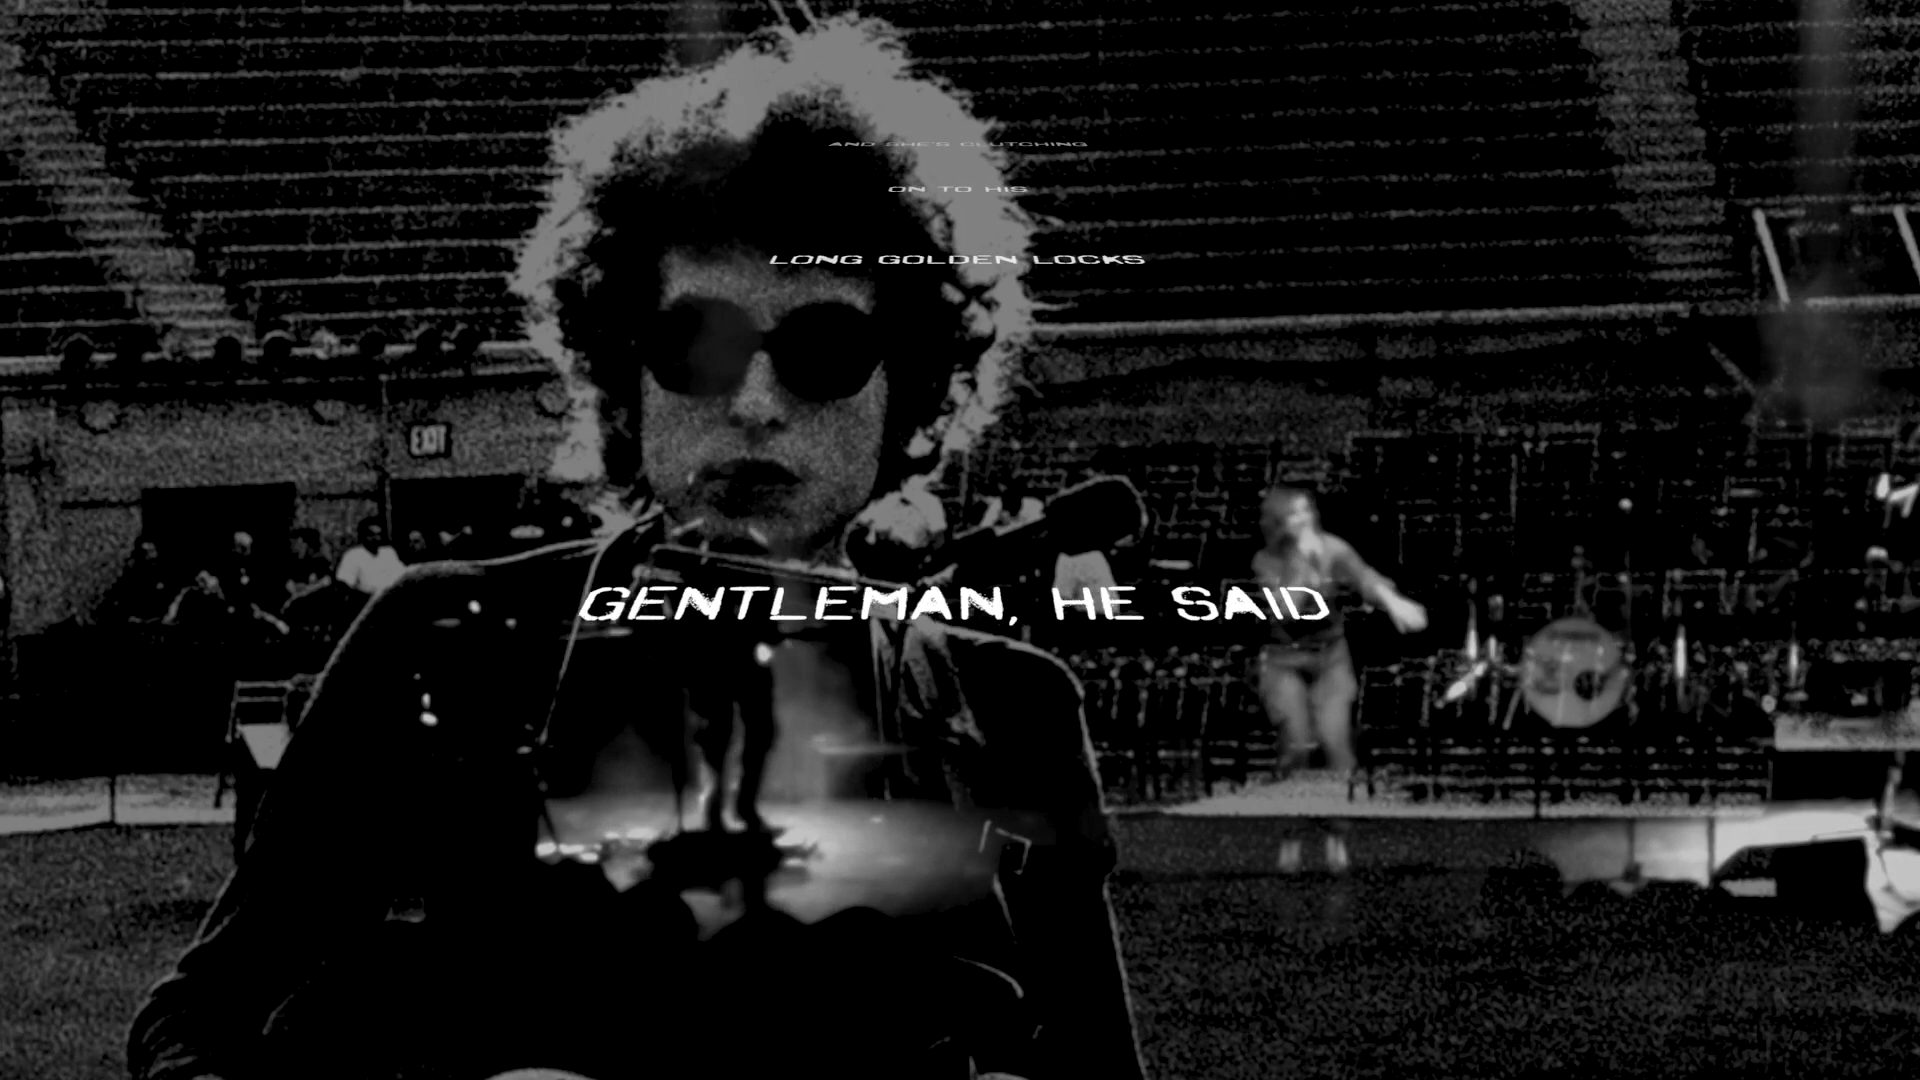 AND SHE'S CLUTCHING
ON TO HIS
LONG GOLDEN LOCKS
EXIT
GENTLEMAN, HE SAID